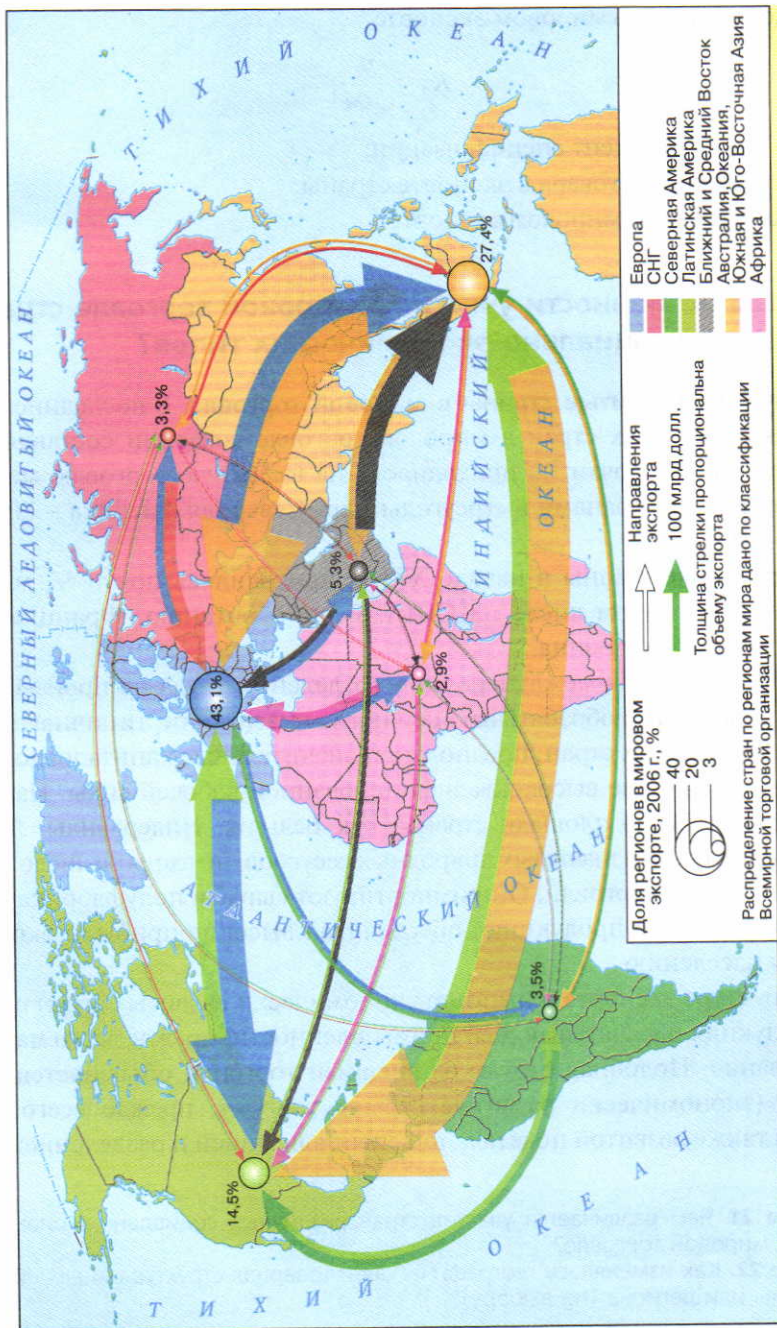 СЕВЕРНЫЙ ЛЕДОВИТЫЙ ОКЕАН
ТИХИЙ ОКЕАН
3,3%
43,1%
14,5%
5,3%
27,4%
2,9%
3,5%
АТЛАНТИЧЕСКИЙ ОКЕАН
ИНДИЙСКИЙ
ОКЕАН
ТИХИЙ
ОКЕАН
Доля регионов в мировом
экспорте, 2006 г., %
40
20
3
Направления
экспорта
100 млрд долл.
Толщина стрелки пропорциональна
объему экспорта
Распределение стран по регионам мира дано по классификации
Всемирной торговой организации
Европа
СНГ
Северная Америка
Латинская Америка
Ближний и Средний Восток
Австралия, Океания,
Южная и Юго-Восточная Азия
Африка